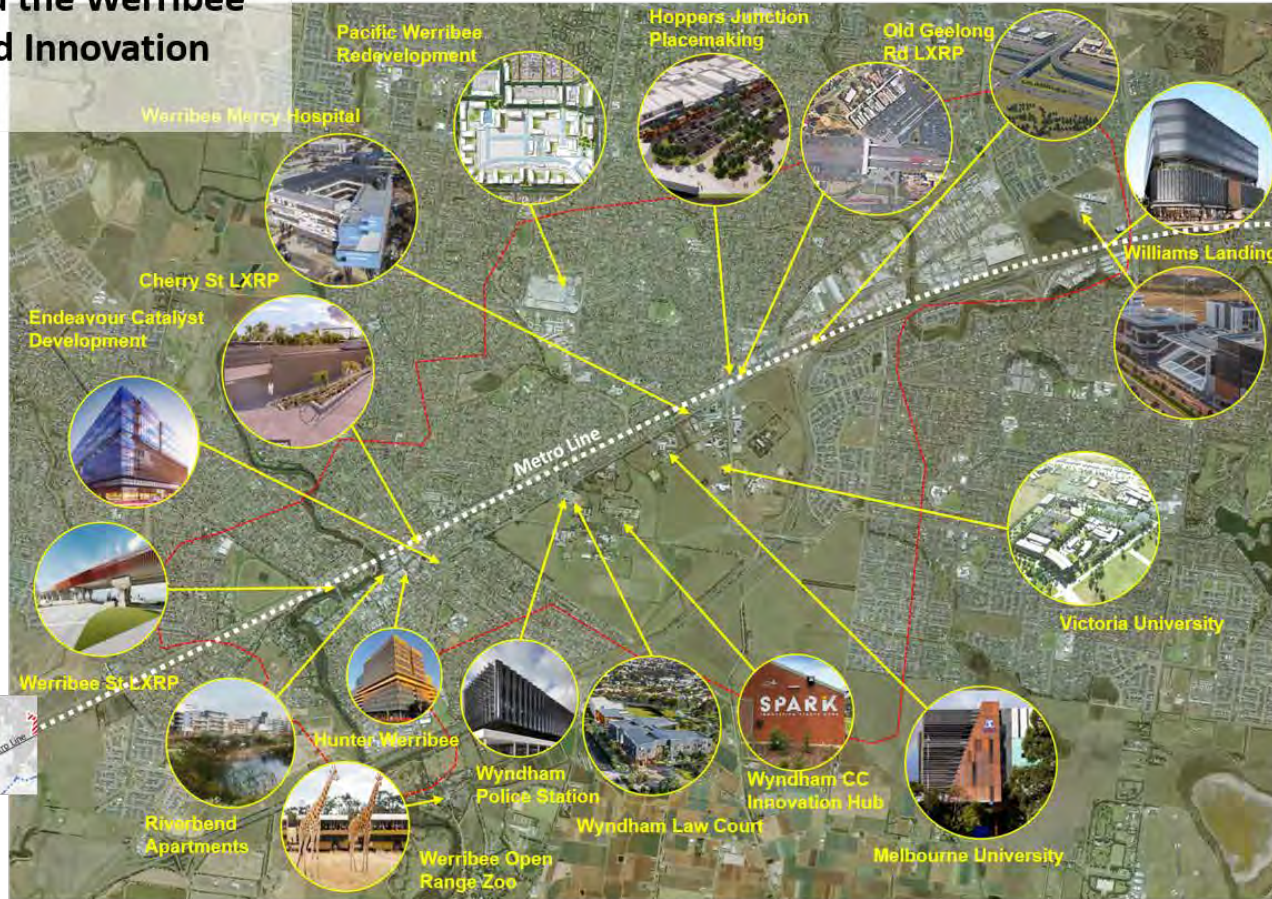 d the Werribee
d Innovation
Pacific Werribee
Redevelopment
Hoppers Junction
Placemaking
Old Geelong
Rd LXRP
Werribee Mercy Hospital
Williams Landing
Cherry St LXRP
Endeavour Catalyst
Development
Metro Line
Victoria University
Werribee St LXRP
Metro Line
Hunter Werribee
SPARK
Wyndham
Police Station
Wyndham CC
Innovation Hub
Riverbend
Apartments
Wyndham Law Court
Melbourne University
Werribee Open
Range Zoo